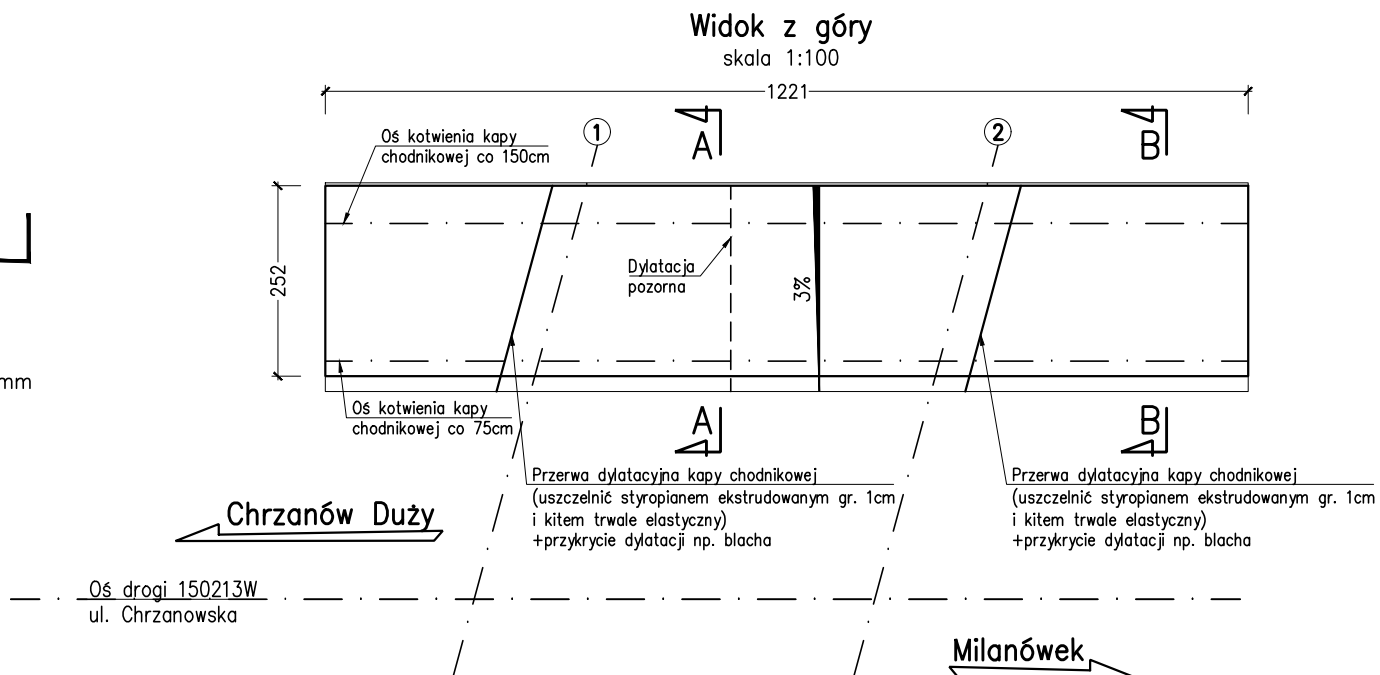 Widok z góry
skala 1:100
1221
1
2
A
B
Oś kotwienia kapy
chodnikowej co 150cm
252
Dylatacja
pozorna
3%
mm
Oś kotwienia kapy
chodnikowej co 75cm
A
B
Przerwa dylatacyjna kapy chodnikowej
(uszczelnić styropianem ekstrudowanym gr. 1cm
i kitem trwale elastyczny)
+przykrycie dylatacji np. blacha
Przerwa dylatacyjna kapy chodnikowej
(uszczelnić styropianem ekstrudowanym gr. 1cm
i kitem trwale elastyczny)
+przykrycie dylatacji np. blacha
Chrzanów Duży
Oś drogi 150213W
ul. Chrzanowska
Milanówek